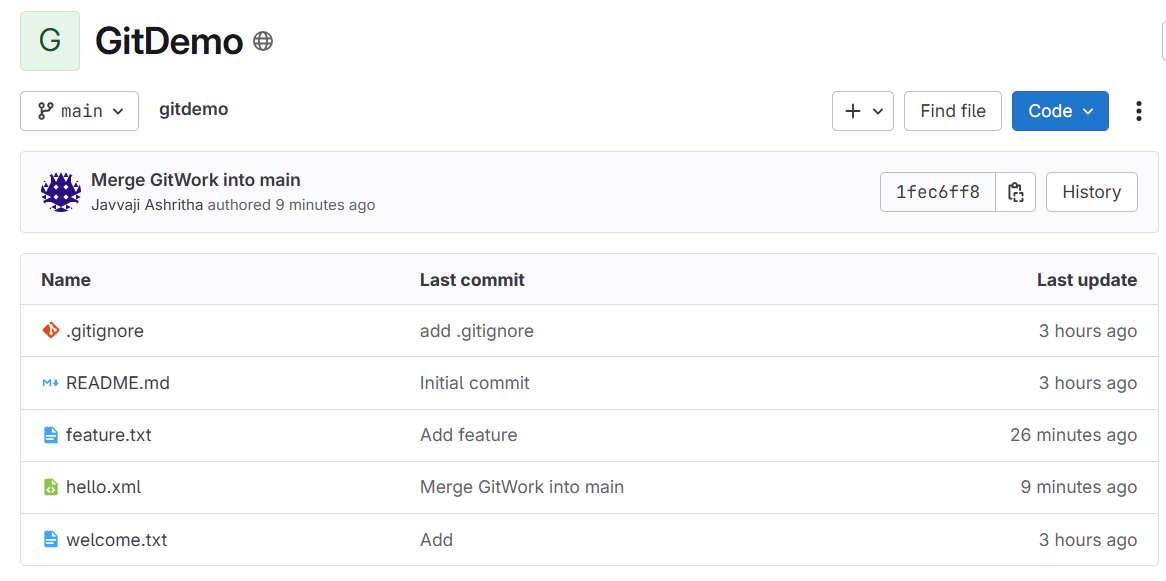 G GitDemo
main gitdemo + Find file Code
Merge GitWork into main
Javvaji Ashritha authored 9 minutes ago
1fec6ff8 History
Name Last commit Last update
.gitignore add .gitignore 3 hours ago
README.md Initial commit 3 hours ago
feature.txt Add feature 26 minutes ago
hello.xml Merge GitWork into main 9 minutes ago
welcome.txt Add 3 hours ago